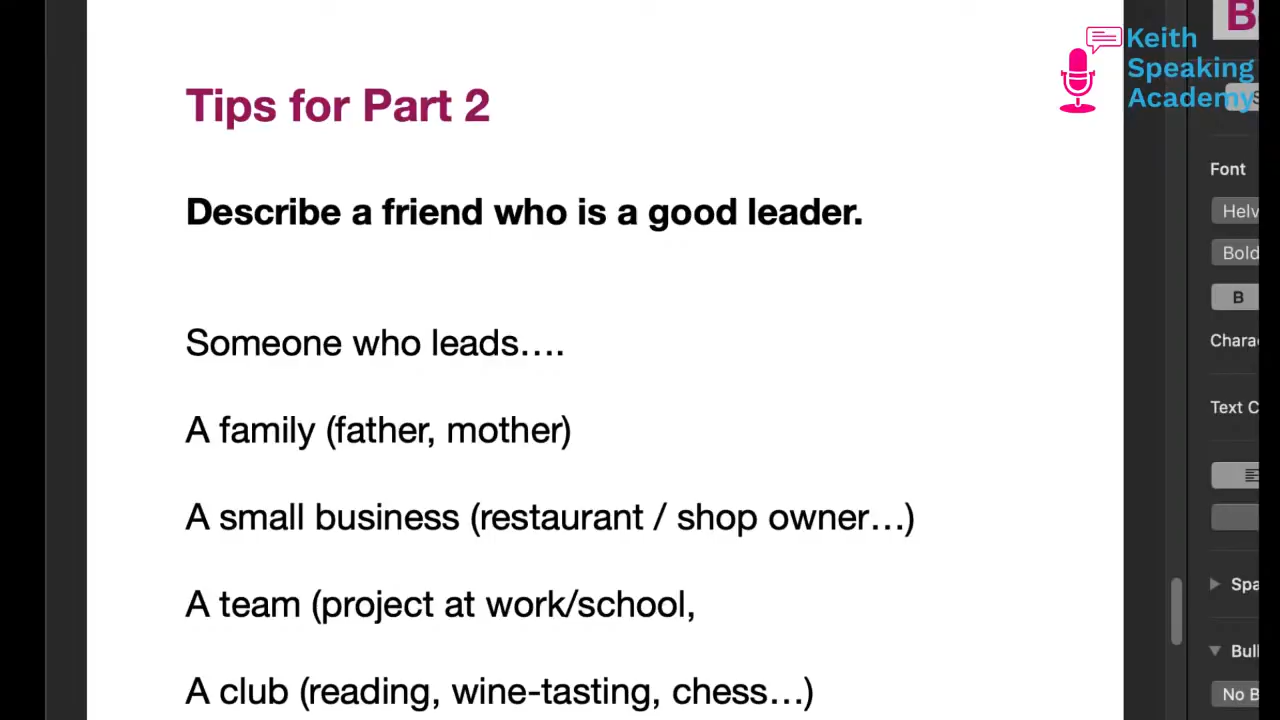 Tips for Part 2
Describe a friend who is a good leader.
Someone who leads….
A family (father, mother)
A small business (restaurant / shop owner…)
A team (project at work/school,
A club (reading, wine-tasting, chess…)
Keith
Speaking
Academy
B
Font
Helv
Bold
B
Charac
Text C
Spa
Bull
No B